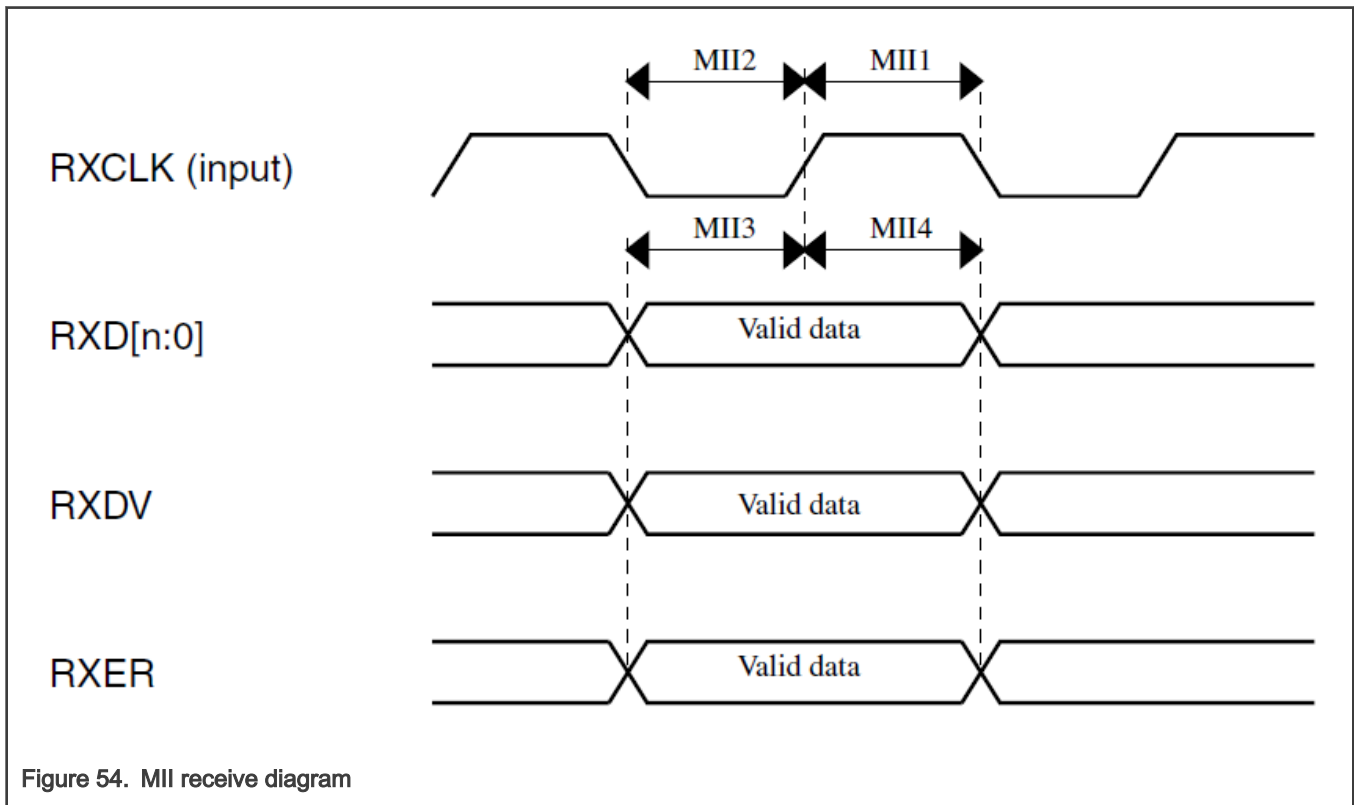 MII2 MII1
RXCLK (input)
MII3 MII4
RXD[n:0] Valid data
RXDV Valid data
RXER Valid data
Figure 54. MII receive diagram